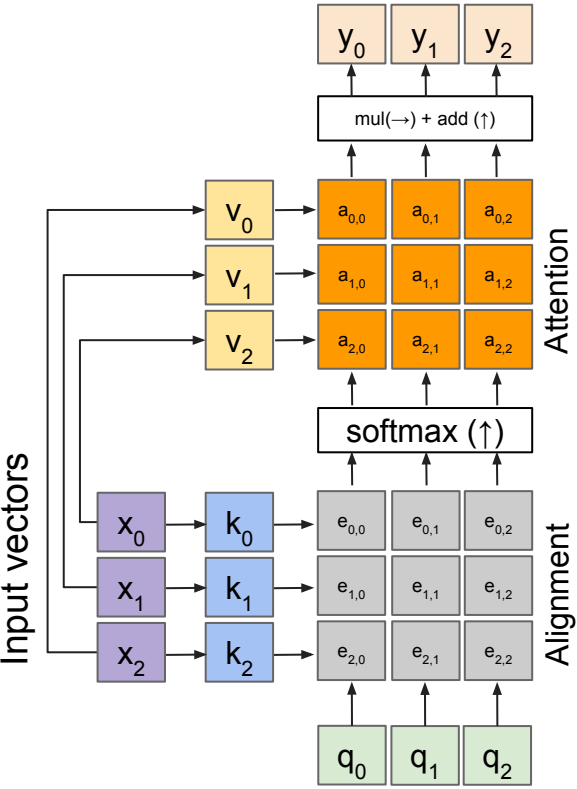 y0 y1 y2
mul(→) + add (↑)
v0 a0,0 a0,1 a0,2
v1 a1,0 a1,1 a1,2
v2 a2,0 a2,1 a2,2
Attention
softmax (↑)
Input vectors
x0 k0 e0,0 e0,1 e0,2
x1 k1 e1,0 e1,1 e1,2
x2 k2 e2,0 e2,1 e2,2
Alignment
q0 q1 q2